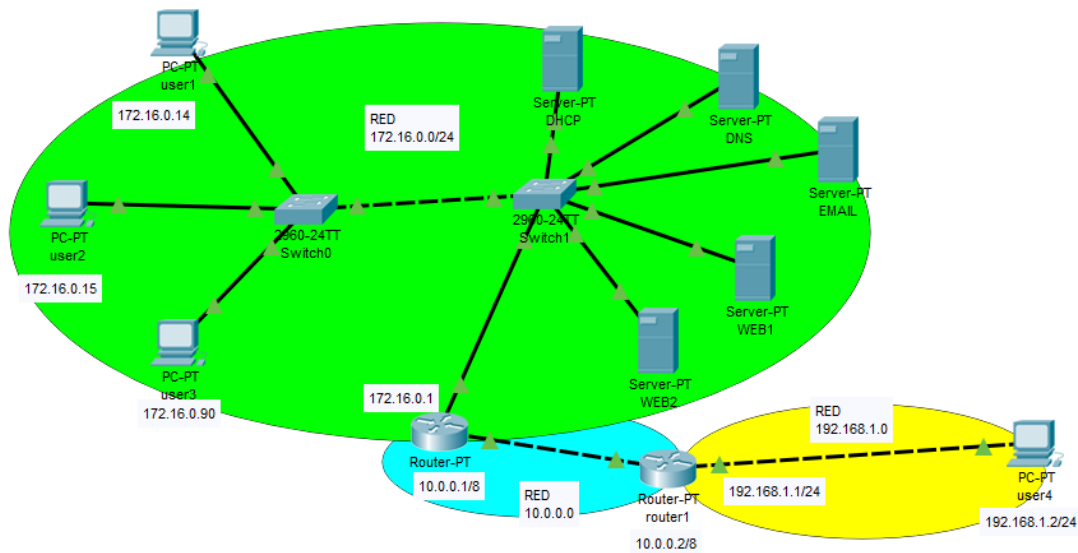 PC-PT
user1
172.16.0.14
RED
172.16.0.0/24
Server-PT
DHCP
Server-PT
DNS
Server-PT
EMAIL
PC-PT
user2
172.16.0.15
2960-24TT
Switch0
2960-24TT
Switch1
Server-PT
WEB1
PC-PT
user3
172.16.0.90
Server-PT
WEB2
172.16.0.1
Router-PT
10.0.0.1/8
RED
10.0.0.0
Router-PT
router1
10.0.0.2/8
RED
192.168.1.0
192.168.1.1/24
PC-PT
user4
192.168.1.2/24